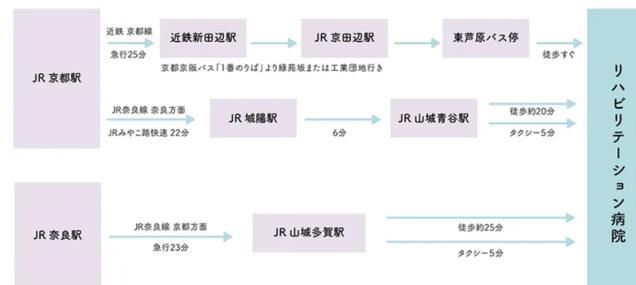 JR 京都駅
近鉄 京都線
急行25分
近鉄新田辺駅
JR 京田辺駅
東芦原バス停
徒歩すぐ
京都京阪バス「1番のりば」より緑苑坂または工業団地行き
JR奈良線 奈良方面
JRみやこ路快速 22分
JR 城陽駅
6分
JR 山城青谷駅
徒歩約20分
タクシー5分
JR 奈良駅
JR奈良線 京都方面
急行23分
JR 山城多賀駅
徒歩約25分
タクシー5分
リハビリテーション病院